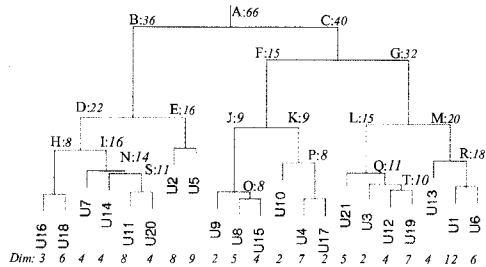 A:66
B:36 C:40
F:15 G:32
D:22 E:16 J:9 K:9 L:15 M:20
H:8 I:16 P:8 R:18
N:14 S:11 O:8 Q:11 T:10
U16 U18 U7 U14 U11 U20 U2 U5 U9 U8 U15 U10 U4 U17 U21 U3 U12 U19 U13 U1 U6
Dim: 3 6 4 4 8 4 8 9 2 5 4 2 7 2 5 2 4 7 4 12 6